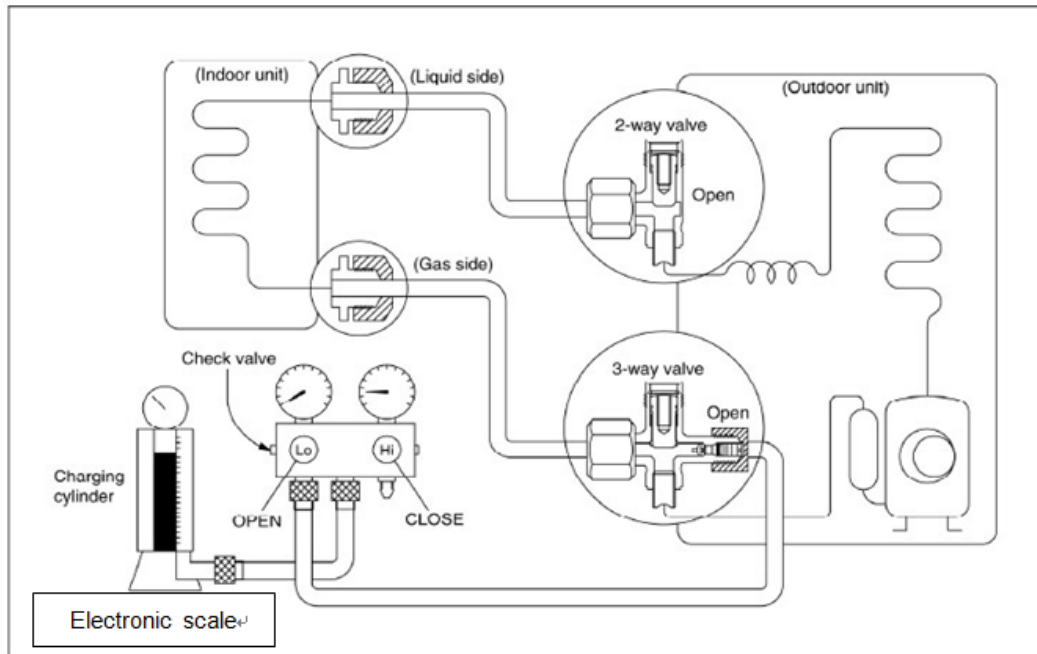 (Indoor unit)
(Liquid side)
(Outdoor unit)
2-way valve
Open
(Gas side)
Check valve
3-way valve
Open
Lo
Hi
Charging
cylinder
OPEN
CLOSE
Electronic scale↵